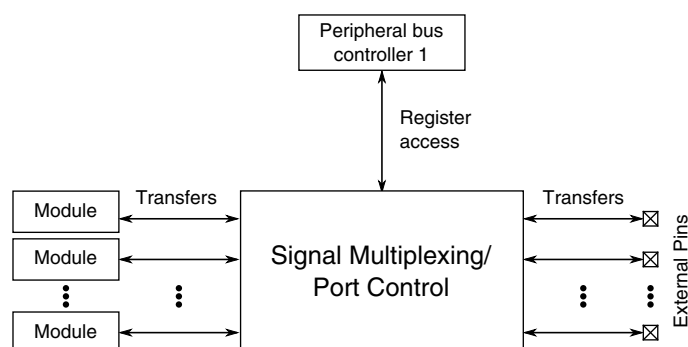 Peripheral bus
controller 1
Register
access
Transfers
Transfers
Module
Module
Module
Signal Multiplexing/
Port Control
External Pins